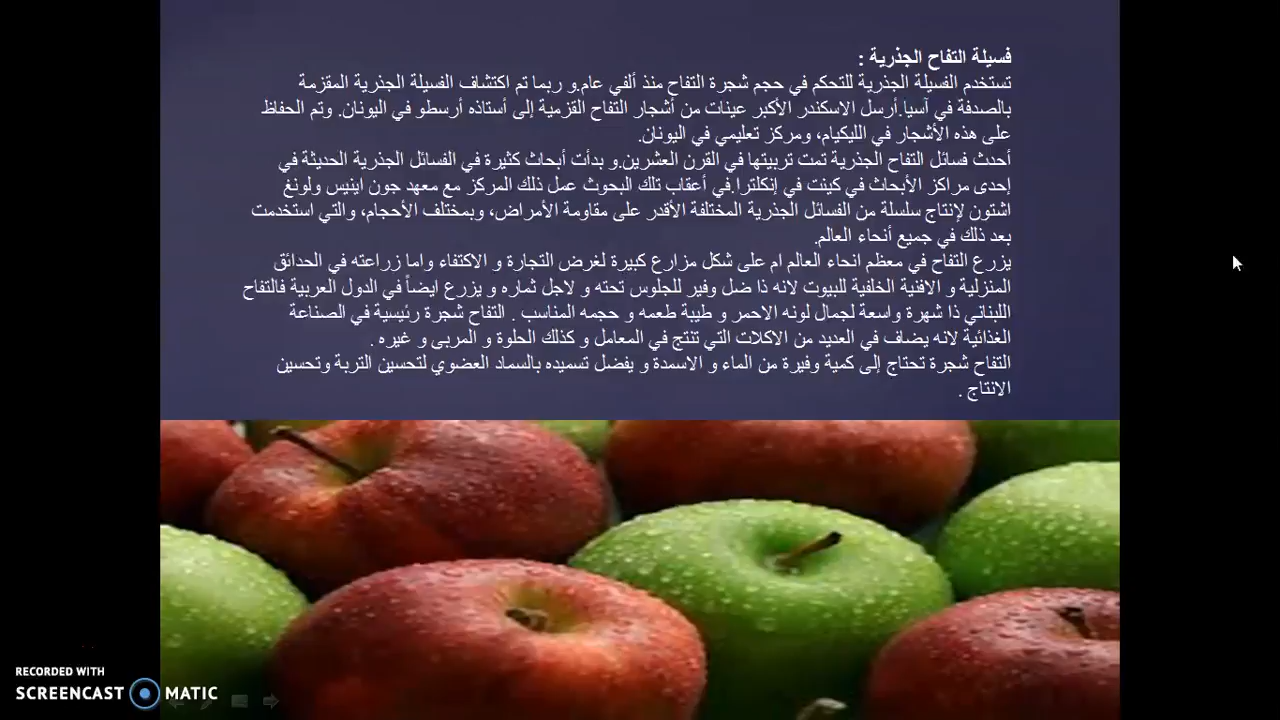 فسيلة التفاح الجذرية :
تستخدم الفسيلة الجذرية للتحكم في حجم شجرة التفاح منذ ألفي عام.و ربما تم اكتشاف الفسيلة الجذرية المقزمة
بالصدفة في آسيا.أرسل الاسكندر الأكبر عينات من أشجار التفاح القزمية إلى أستاذه أرسطو في اليونان. وتم الحفاظ
على هذه الأشجار في الليكيام، ومركز تعليمي في اليونان.
أحدث فسائل التفاح الجذرية تمت تربيتها في القرن العشرين.و بدأت أبحاث كثيرة في الفسائل الجذرية الحديثة في
إحدى مراكز الأبحاث في كينت في إنكلترا.في أعقاب تلك البحوث عمل ذلك المركز مع معهد جون اينيس ولونغ
اشتون لإنتاج سلسلة من الفسائل الجذرية المختلفة الأقدر على مقاومة الأمراض، وبمختلف الأحجام، والتي استخدمت
بعد ذلك في جميع أنحاء العالم.
يزرع التفاح في معظم انحاء العالم ام على شكل مزارع كبيرة لغرض التجارة و الاكتفاء واما زراعته في الحدائق
المنزلية و الافنية الخلفية للبيوت لانه ذا ضل وفير للجلوس تحته و لاجل ثماره و يزرع ايضاً في الدول العربية فالتفاح
اللبناني ذا شهرة واسعة لجمال لونه الاحمر و طيبة طعمه و حجمه المناسب . التفاح شجرة رئيسية في الصناعة
الغذائية لانه يضاف في العديد من الاكلات التي تنتج في المعامل و كذلك الحلوة و المربى و غيره .
التفاح شجرة تحتاج إلى كمية وفيرة من الماء و الاسمدة و يفضل تسميده بالسماد العضوي لتحسين التربة وتحسين
الانتاج .
RECORDED WITH
SCREENCAST MATIC